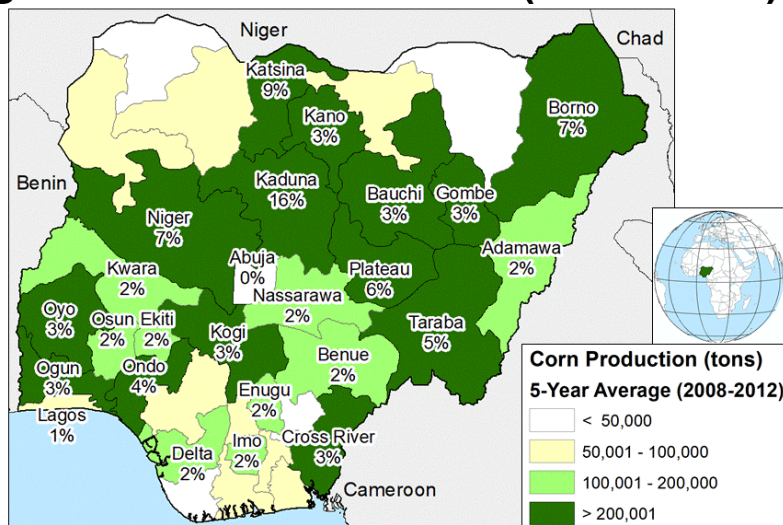 Niger
Chad
Katsina
9%
Kano
3%
Borno
7%
Benin
Kaduna
16%
Bauchi
3%
Gombe
3%
Niger
7%
Adamawa
2%
Abuja
0%
Plateau
6%
Kwara
2%
Nassarawa
2%
Taraba
5%
Oyo
3%
Osun
2%
Ekiti
2%
Kogi
3%
Benue
2%
Ogun
3%
Ondo
4%
Enugu
2%
Lagos
1%
Imo
2%
Cross River
3%
Delta
2%
Cameroon
Corn Production (tons)
5-Year Average (2008-2012)
< 50,000
50,001 - 100,000
100,001 - 200,000
> 200,001